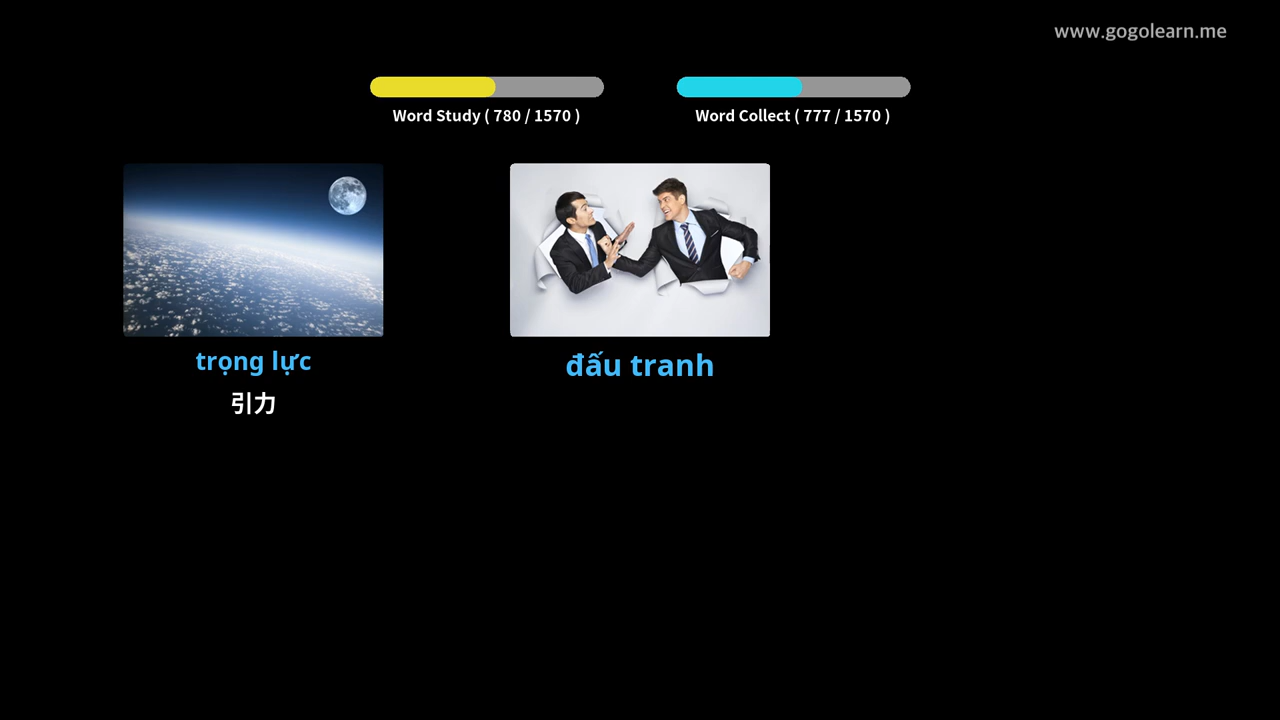 www.gogolearn.me
Word Study ( 780 / 1570 )
Word Collect ( 777 / 1570 )
trọng lực
引力
đấu tranh